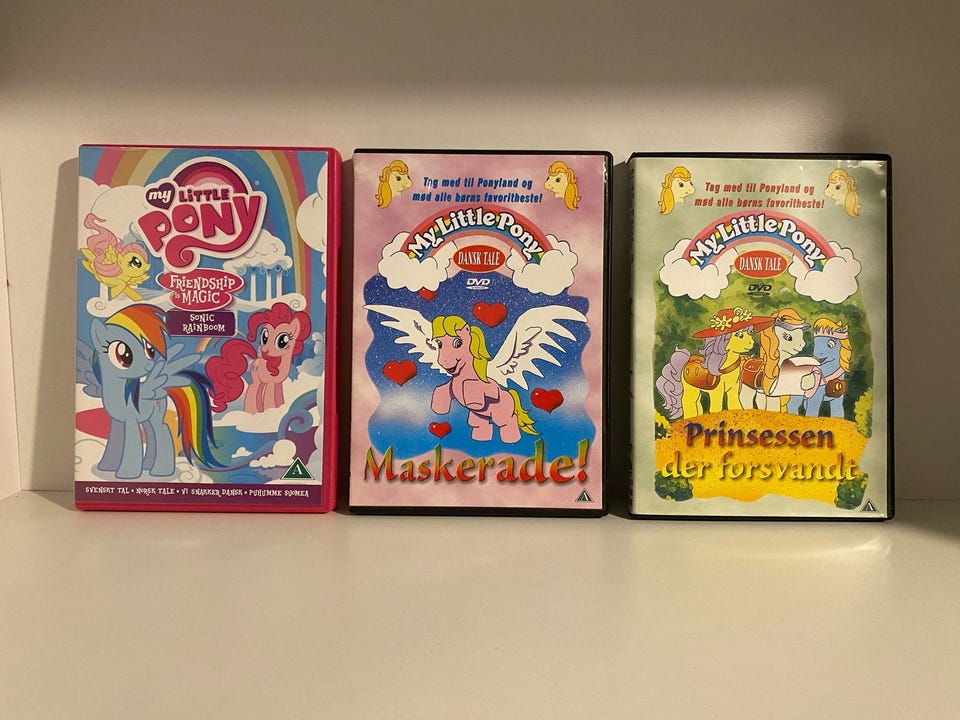 my LiTTLE
PONY
FRiENDSHIP
is MAGiC
SONIC
RAINBOOM
A
SVENSKT TAL • NORSK TALE • VI SNAKKER DANSK • PUHUMME SUOMEA
Tag med til Ponyland og
mød alle børns favoritheste!
My Little Pony
DANSK TALE
DVD
Maskerade!
A
Tag med til Ponyland og
mød alle børns favoritheste!
My Little Pony
DANSK TALE
DVD
Prinsessen
der forsvandt
A